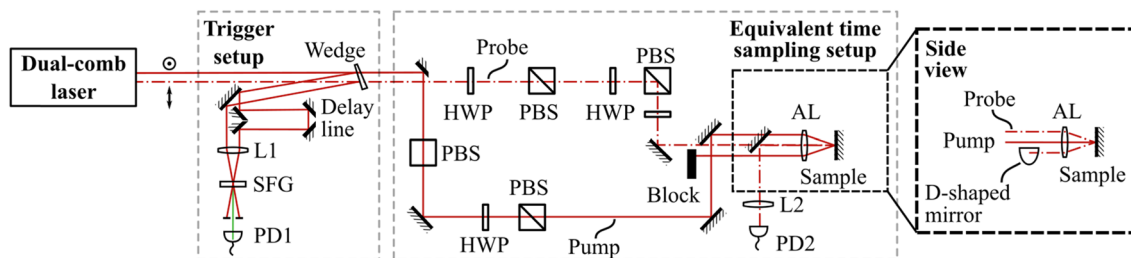 Dual-comb
laser
Trigger
setup
Wedge
Delay
line
L1
SFG
PD1
Probe
HWP
PBS
HWP
PBS
Equivalent time
sampling setup
PBS
HWP
PBS
Pump
Block
AL
Sample
L2
PD2
Side
view
Probe
Pump
AL
Sample
D-shaped
mirror